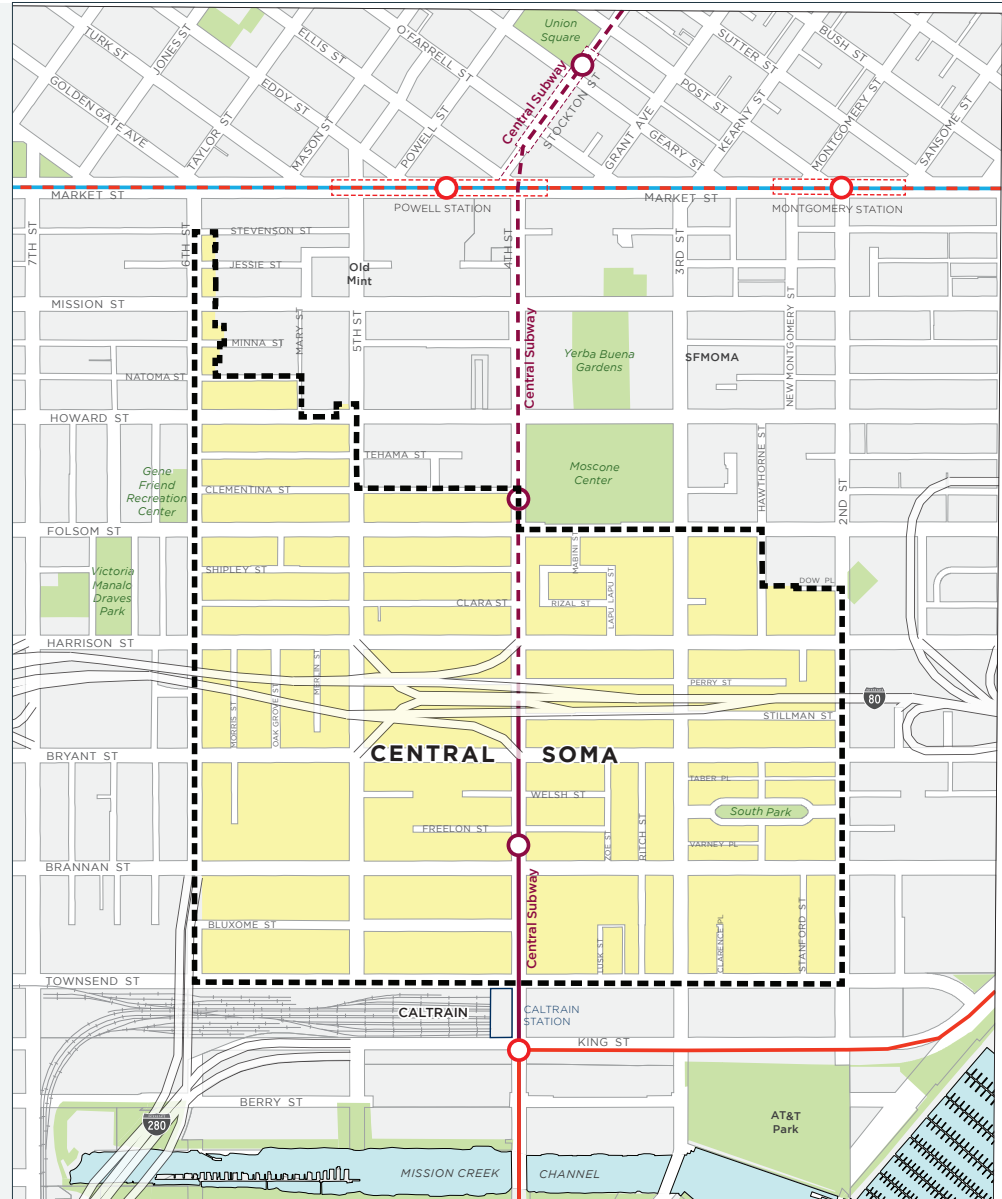 Union
Square
TURK ST
JONES ST
ELLIS ST
O'FARRELL ST
Central Subway
STOCKTON ST
SUTTER ST
BUSH ST
GOLDEN GATE AVE
EDDY ST
POST ST
TAYLOR ST
MASON ST
POWELL ST
GRANT AVE
GEARY ST
KEARNY ST
MONTGOMERY ST
SANSOME ST
MARKET ST
POWELL STATION
MARKET ST
MONTGOMERY STATION
7TH ST
6TH ST
STEVENSON ST
4TH ST
3RD ST
JESSIE ST
Old
Mint
MISSION ST
MARY ST
5TH ST
MINNA ST
Central Subway
Yerba Buena
Gardens
SFMOMA
NEW MONTGOMERY ST
NATOMA ST
HOWARD ST
TEHAMA ST
HAWTHORNE ST
Gene
Friend
Recreation
Center
Moscone
Center
CLEMENTINA ST
2ND ST
FOLSOM ST
MABINI S
SHIPLEY ST
Victoria
Manalo
Draves
Park
DOW PL
LAPU LAPU ST
CLARA ST
RIZAL ST
HARRISON ST
MERLIN ST
PERRY ST
80
MORRIS ST
OAK GROVE ST
STILLMAN ST
BRYANT ST
CENTRAL SOMA
TABER PL
WELSH ST
South Park
FREELON ST
ZOE ST
RITCH ST
VARNEY PL
BRANNAN ST
Central Subway
BLUXOME ST
LUSK ST
CLARENCE PL
STANFORD ST
TOWNSEND ST
CALTRAIN
CALTRAIN
STATION
KING ST
BERRY ST
280
AT&T
Park
MISSION CREEK CHANNEL